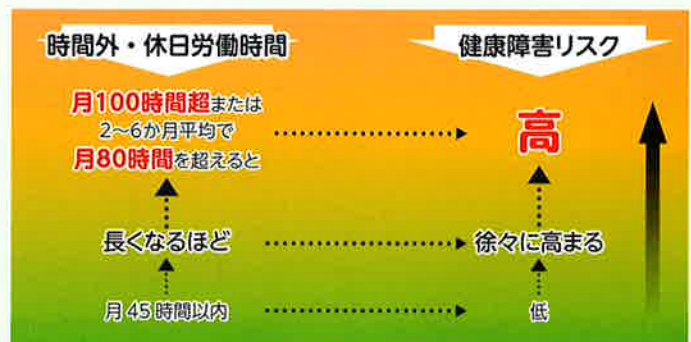 時間外・休日労働時間
健康障害リスク
月100時間超または
2〜6か月平均で
月80時間を超えると
高
長くなるほど
徐々に高まる
月45時間以内
低